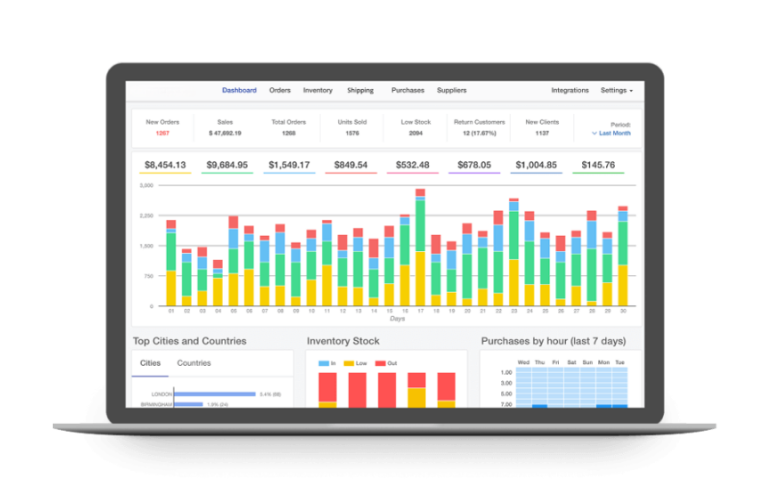 Dashboard Orders Inventory Shipping Purchases Suppliers Integrations Settings
New Orders Sales Total Orders Units Sold Low Stock Return Customers New Clients Period:
1267 $ 47,692.19 1268 1576 2094 12 (17.67%) 1137 Last Month
$8,454.13 $9,684.95 $1,549.17 $849.54 $532.48 $678.05 $1,004.85 $145.76
2,200
750
0
01 02 03 04 05 06 07 08 09 10 11 12 13 14 15 16 17 18 19 20 21 22 23 24 25 26 27 28 29 30
Days
Top Cities and Countries Inventory Stock Purchases by hour (last 7 days)
Cities Countries
In Low Out
Wed Thu Fri Sat Sun Mon Tue
1.00
3.00
5.00
7.00
LONDON
BIRMINGHAM